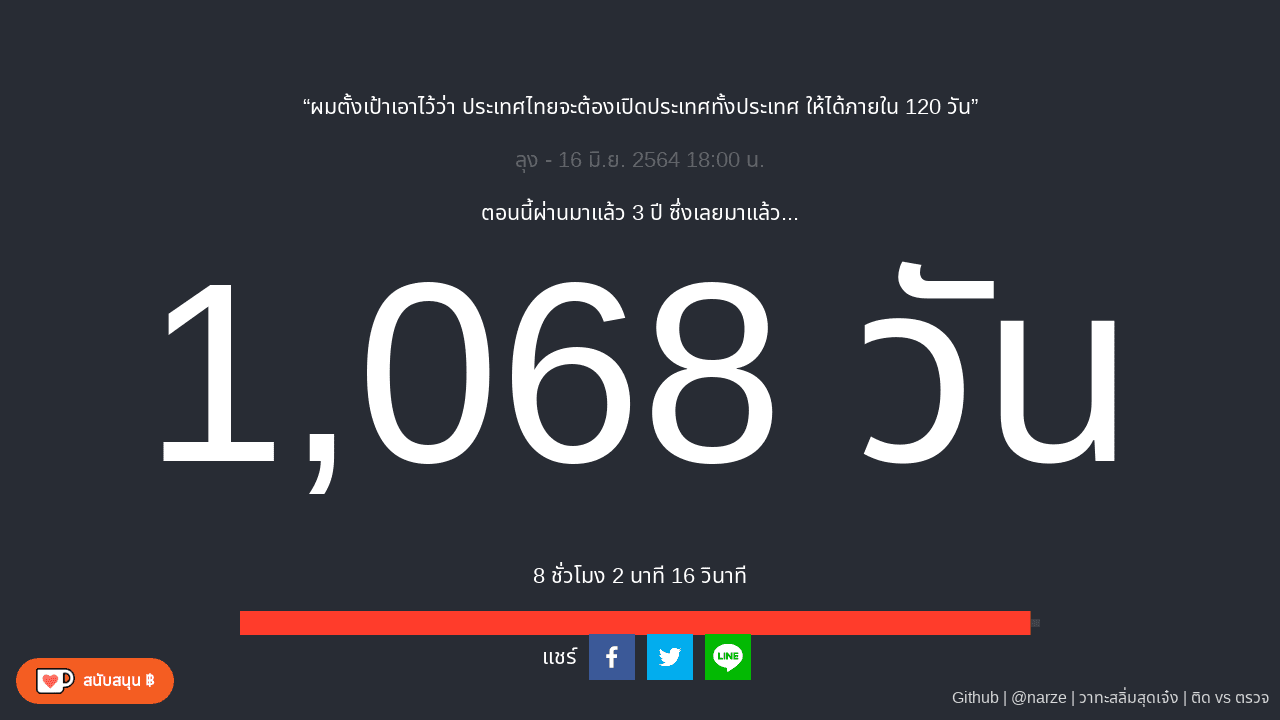 “ผมตั้งเป้าเอาไว้ว่า ประเทศไทยจะต้องเปิดประเทศทั้งประเทศ ให้ได้ภายใน 120 วัน”
ลุง - 16 มิ.ย. 2564 18:00 น.
ตอนนี้ผ่านมาแล้ว 3 ปี ซึ่งเลยมาแล้ว...
1,068 วัน
8 ชั่วโมง 2 นาที 16 วินาที
แชร์
LINE
สนับสนุน ฿
Github | @narze | วาทะสลิ่มสุดเจ๋ง | ติด vs ตรวจ